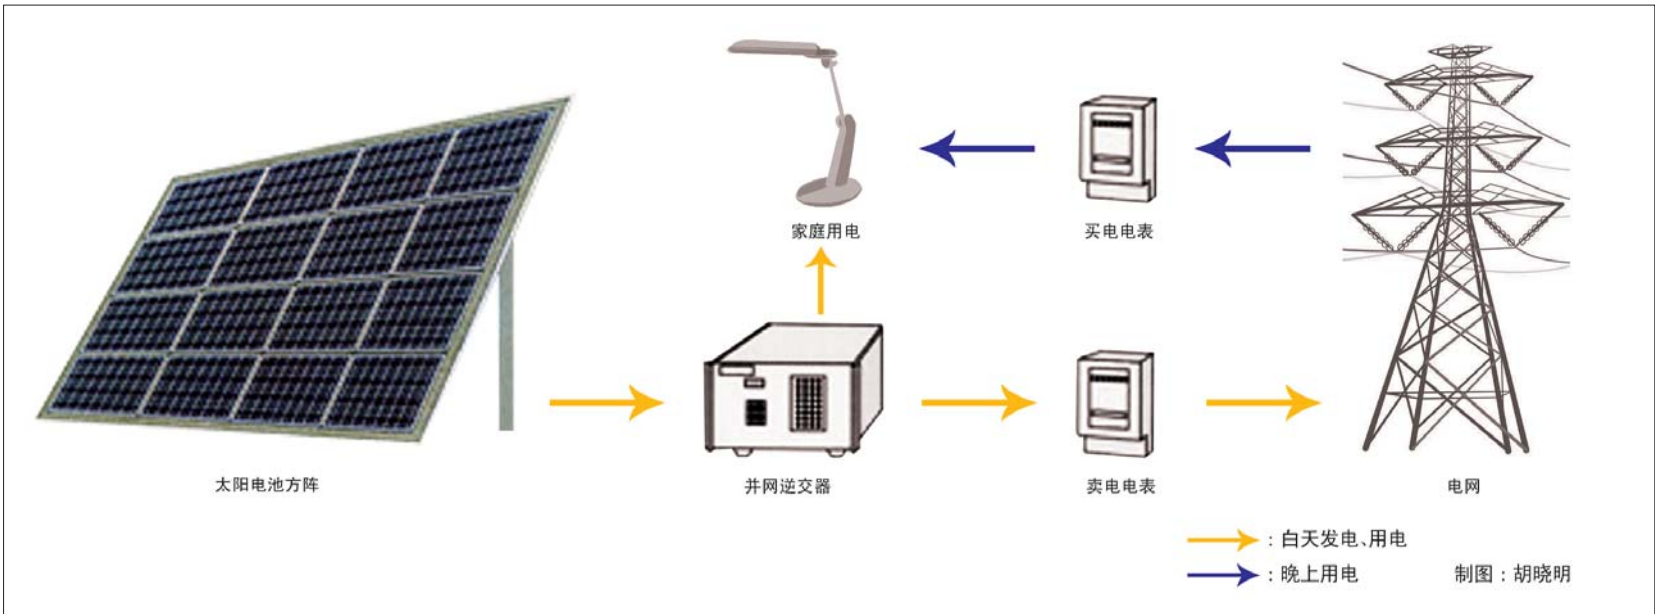 家庭用电
买电电表
太阳电池方阵
并网逆交器
卖电电表
电网
：白天发电、用电
：晚上用电
制图：胡晓明